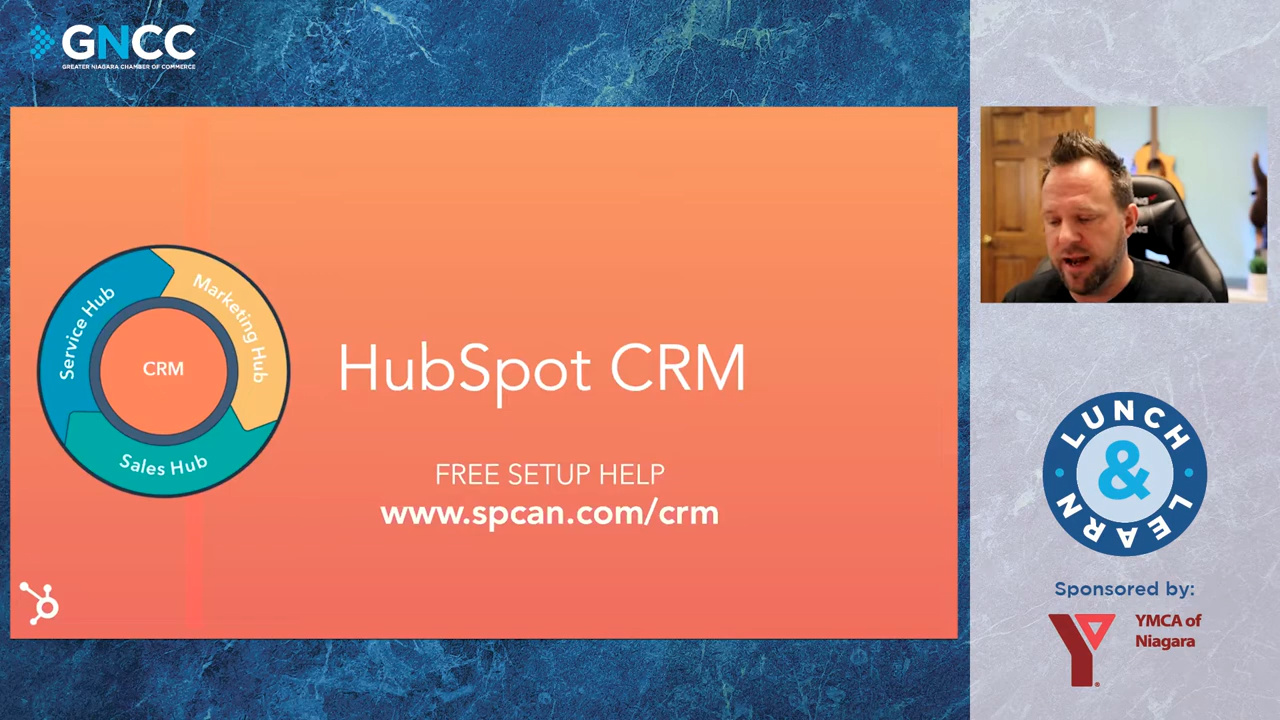 GNCC
GREATER NIAGARA CHAMBER OF COMMERCE
Service Hub
Marketing Hub
CRM
Sales Hub
HubSpot CRM
FREE SETUP HELP
www.spcan.com/crm
LUNCH
&
LEARN
Sponsored by:
YMCA of
Niagara